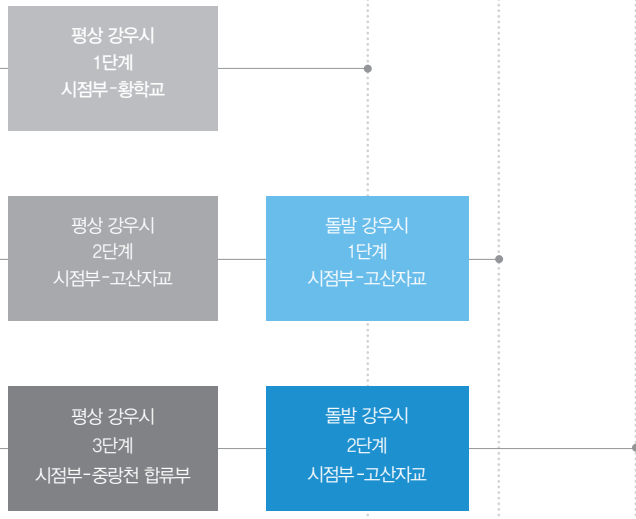 평상 강우시
1단계
시점부-황학교
평상 강우시
2단계
시점부-고산자교
돌발 강우시
1단계
시점부-고산자교
평상 강우시
3단계
시점부-중랑천 합류부
돌발 강우시
2단계
시점부-고산자교